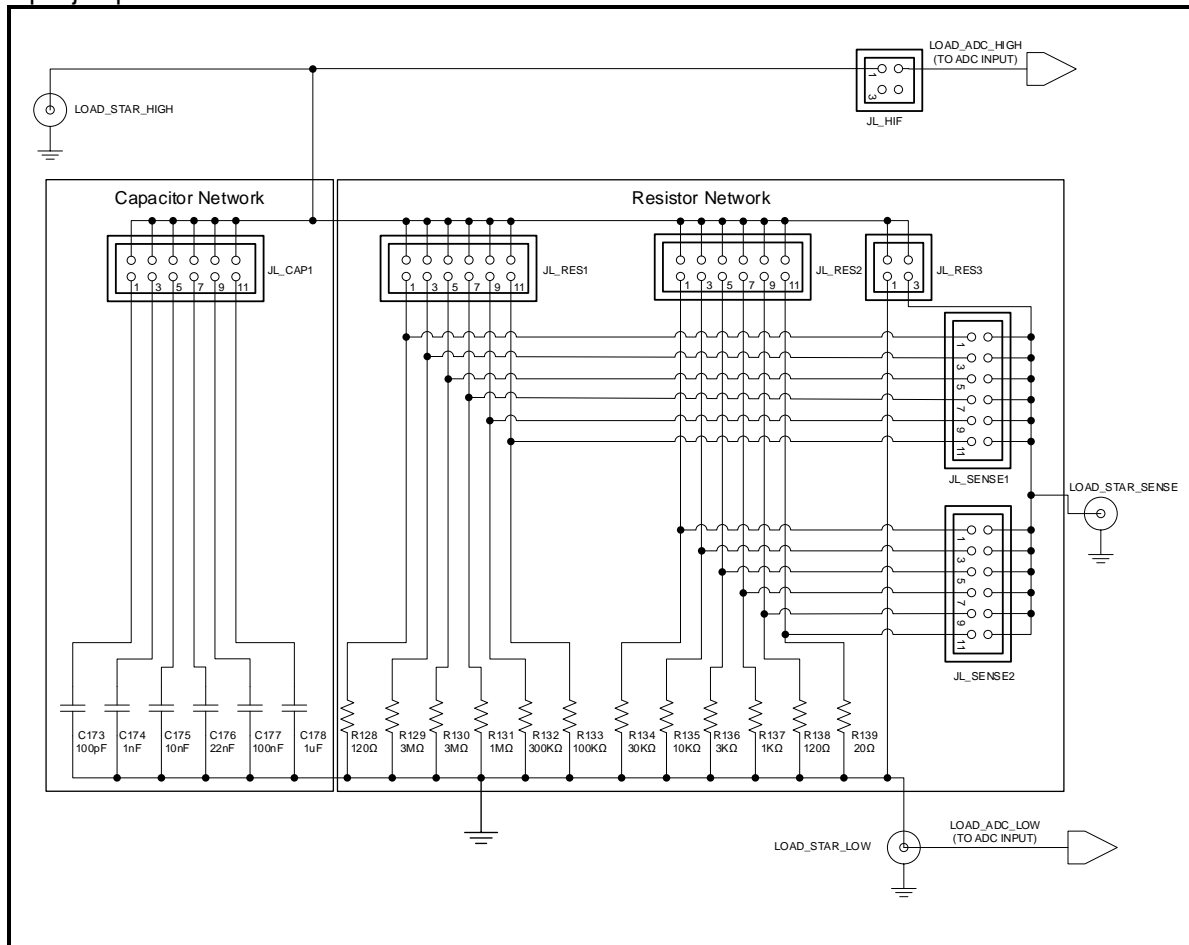 LOAD_ADC_HIGH
(TO ADC INPUT)
LOAD_STAR_HIGH
1
3
JL_HIF
Capacitor Network
Resistor Network
JL_CAP1
1 3 5 7 9 11
JL_RES1
1 3 5 7 9 11
JL_RES2
1 3 5 7 9 11
JL_RES3
1 3
1
3
5
7
9
11
JL_SENSE1
LOAD_STAR_SENSE
1
3
5
7
9
11
JL_SENSE2
C173
100pF
C174
1nF
C175
10nF
C176
22nF
C177
100nF
C178
1uF
R128
120Ω
R129
3MΩ
R130
3MΩ
R131
1MΩ
R132
300KΩ
R133
100KΩ
R134
30KΩ
R135
10KΩ
R136
3KΩ
R137
1KΩ
R138
120Ω
R139
20Ω
LOAD_STAR_LOW
LOAD_ADC_LOW
(TO ADC INPUT)